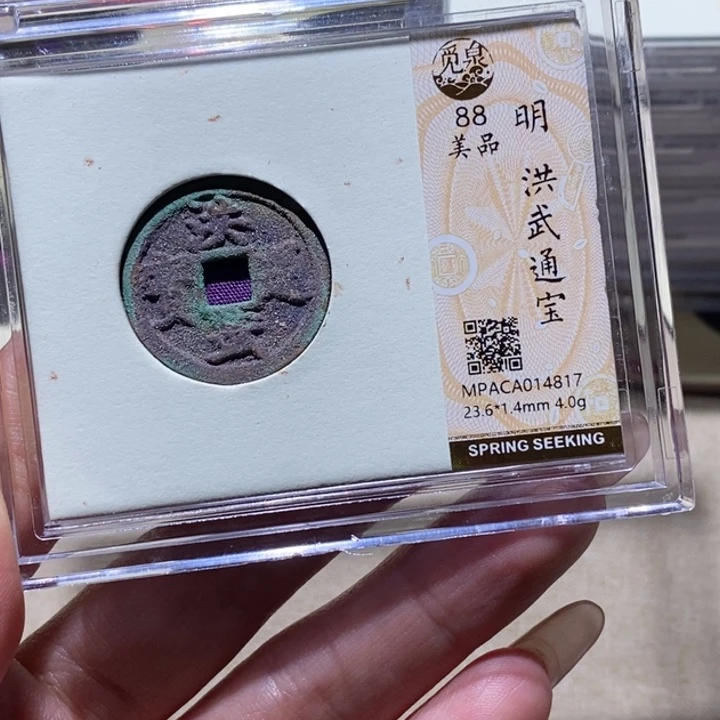 觅泉
88
美品
明 洪武通宝
MPACA014817
23.6*1.4mm 4.0g
SPRING SEEKING
洪